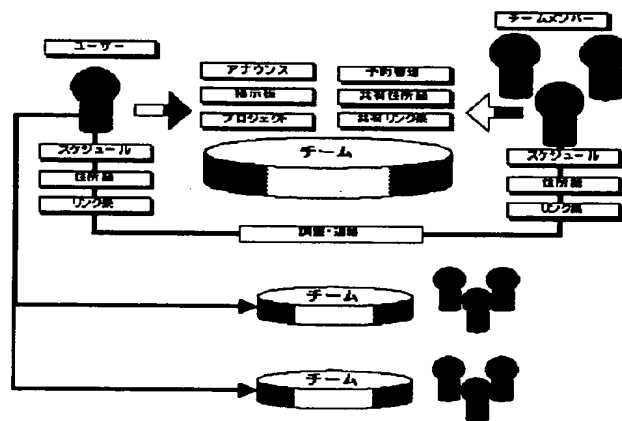 ユーザー
チームメンバー
アナウンス
予約管理
掲示板
共有住所録
プロジェクト
共有リンク集
チーム
スケジュール
住所録
リンク集
スケジュール
住所録
リンク集
調整・連絡
チーム
チーム